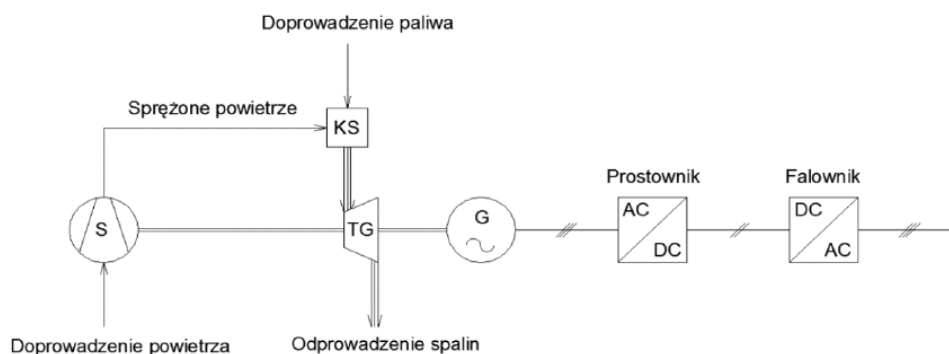 Doprowadzenie paliwa
Sprężone powietrze
KS
Prostownik
Falownik
S
TG
G
AC
DC
DC
AC
Doprowadzenie powietrza
Odprowadzenie spalin